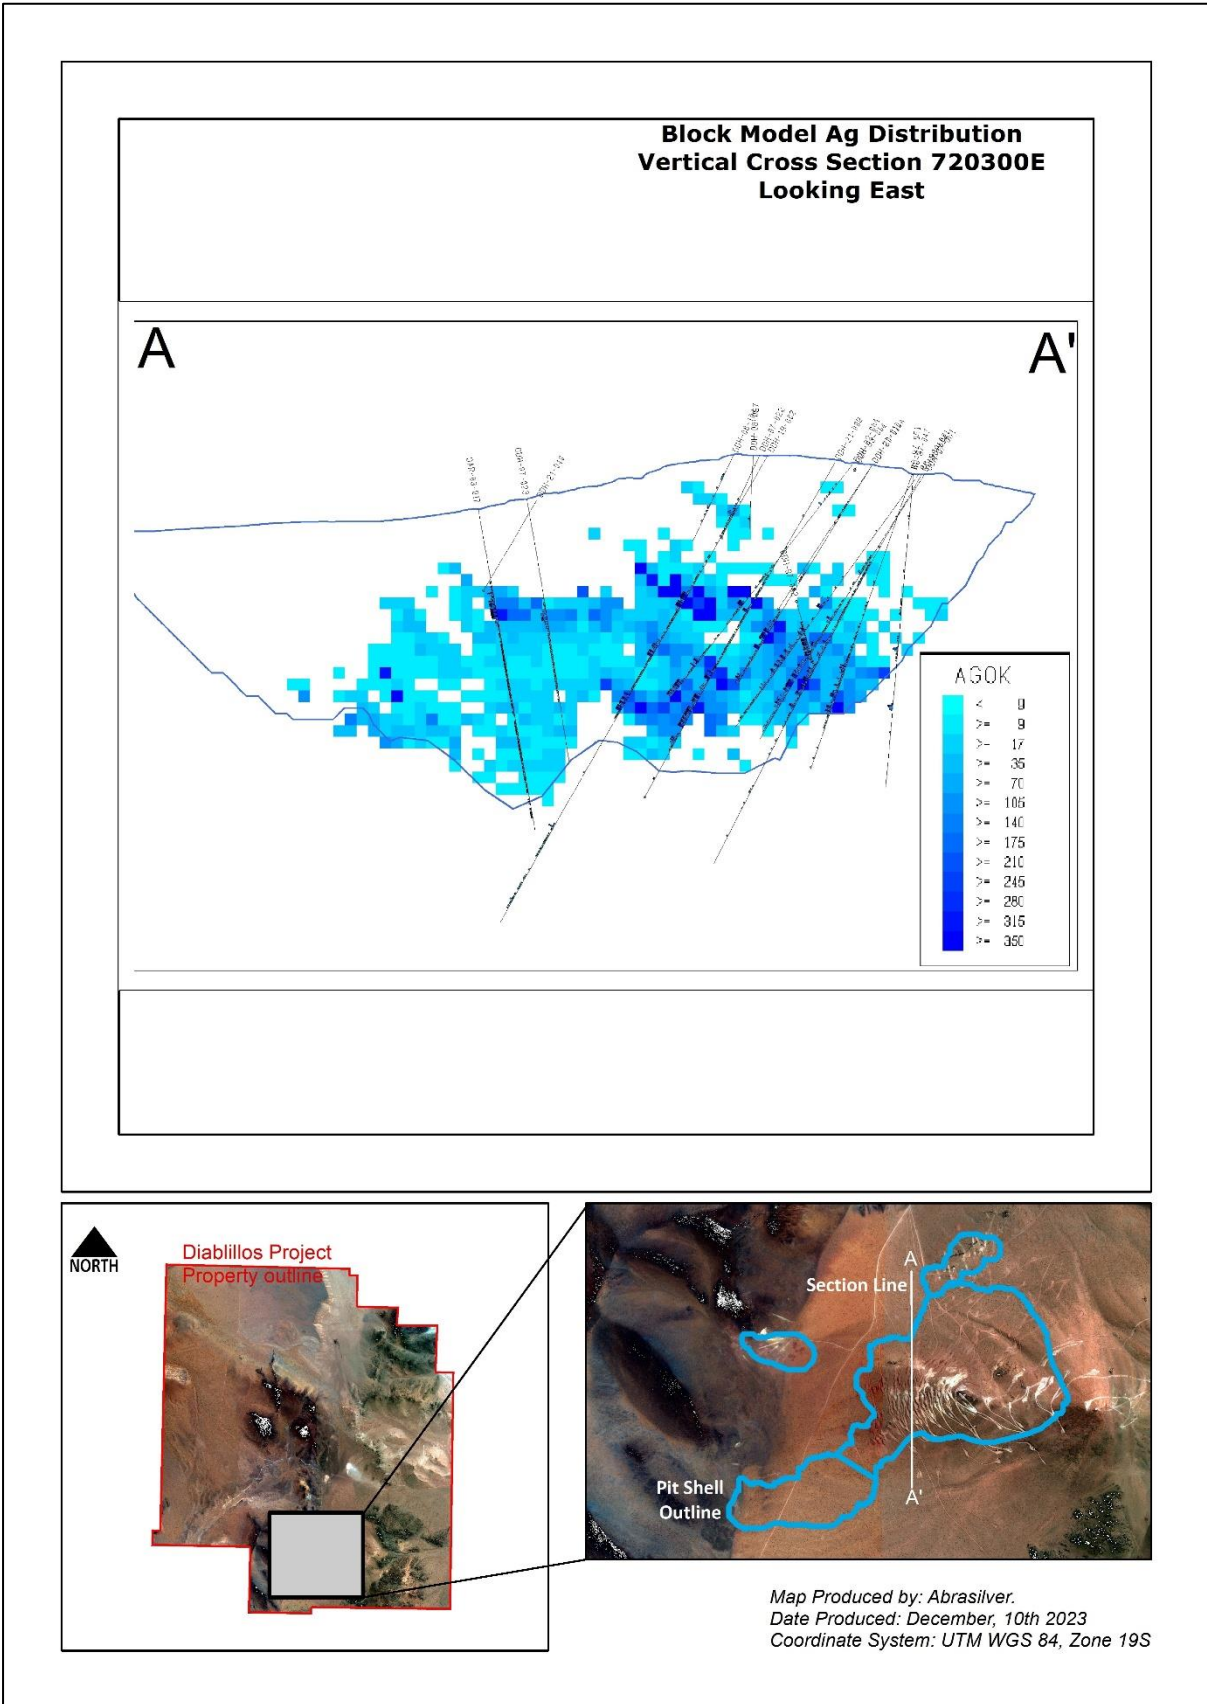 Block Model Ag Distribution
Vertical Cross Section 720300E
Looking East
A
A'
AGOK
< 9
>= 9
>= 17
>= 35
>= 70
>= 105
>= 140
>= 175
>= 210
>= 245
>= 280
>= 315
>= 350
NORTH
Diablillos Project
Property outline
A
Section Line
Pit Shell
Outline
A'
Map Produced by: Abrasilver.
Date Produced: December, 10th 2023
Coordinate System: UTM WGS 84, Zone 19S